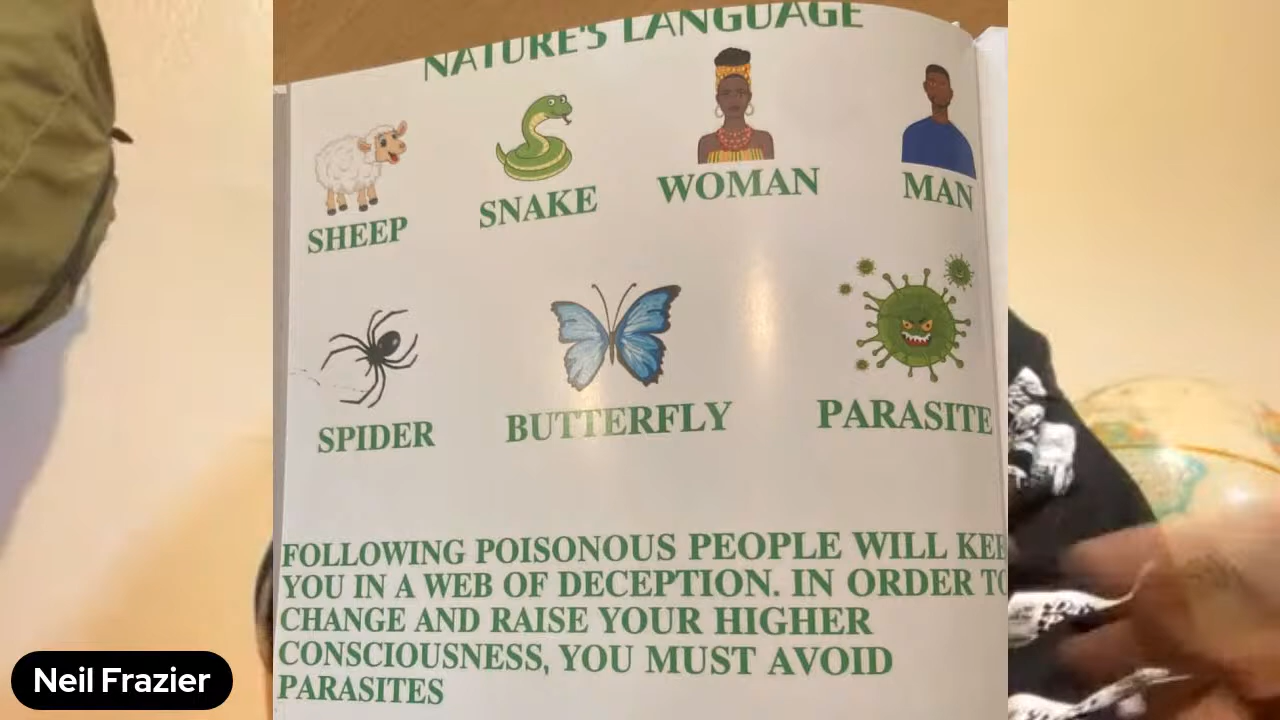 NATURE'S LANGUAGE
SHEEP
SNAKE
WOMAN
MAN
SPIDER
BUTTERFLY
PARASITE
FOLLOWING POISONOUS PEOPLE WILL
YOU IN A WEB OF DECEPTION. IN ORDER TO
CHANGE AND RAISE YOUR HIGHER
CONSCIOUSNESS, YOU MUST AVOID
PARASITES
Neil Frazier